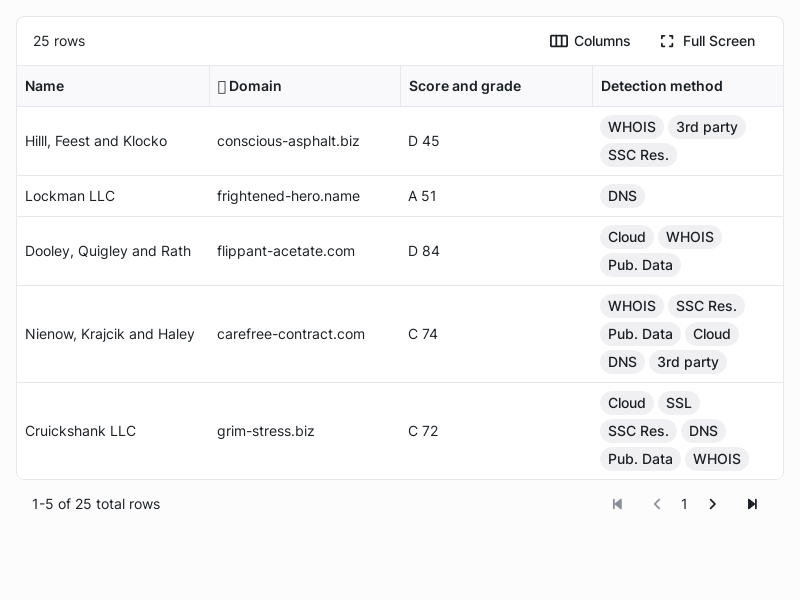 25 rows
Columns
Full Screen
Name
Domain
Score and grade
Detection method
Hilll, Feest and Klocko
conscious-asphalt.biz
D 45
WHOIS
3rd party
SSC Res.
Lockman LLC
frightened-hero.name
A 51
DNS
Dooley, Quigley and Rath
flippant-acetate.com
D 84
Cloud
WHOIS
Pub. Data
Nienow, Krajcik and Haley
carefree-contract.com
C 74
WHOIS
SSC Res.
Pub. Data
Cloud
DNS
3rd party
Cruickshank LLC
grim-stress.biz
C 72
Cloud
SSL
SSC Res.
DNS
Pub. Data
WHOIS
1-5 of 25 total rows
1